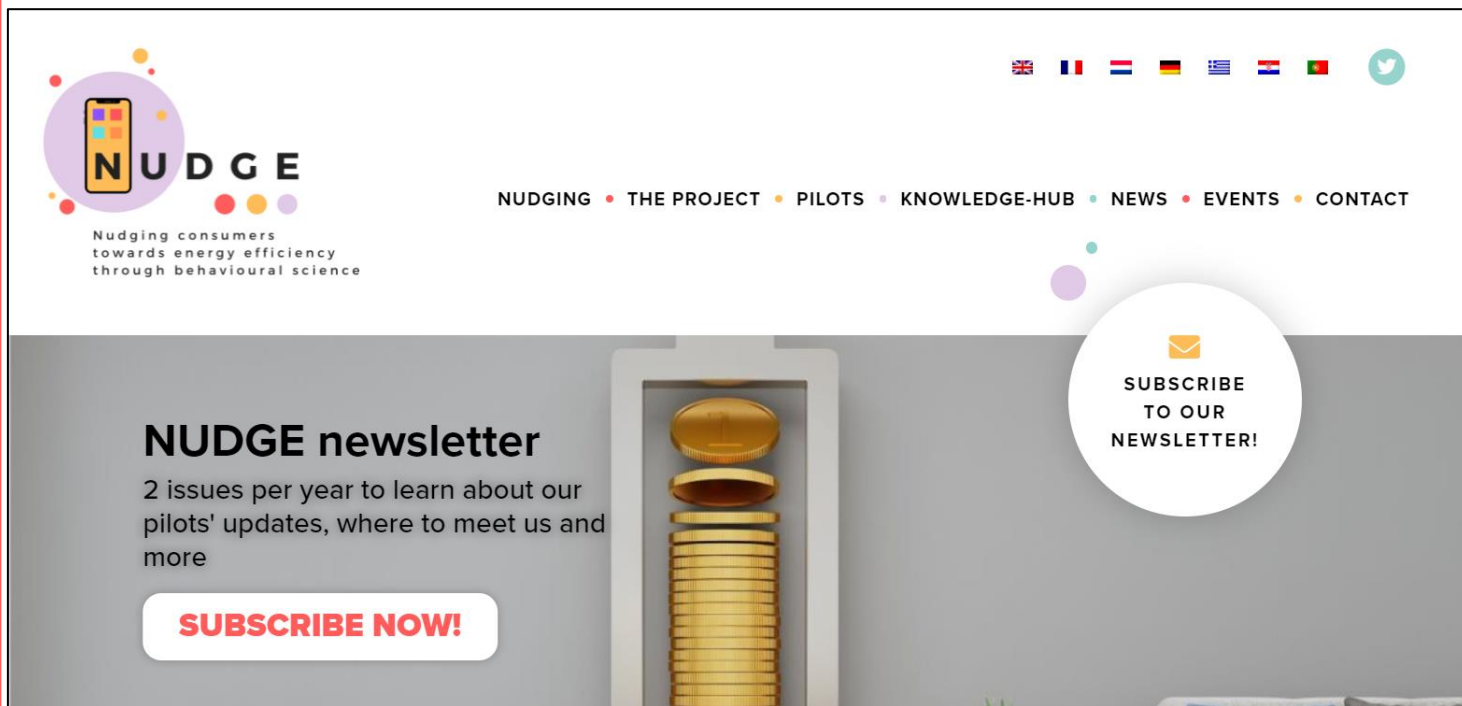 NUDGE
Nudging consumers
towards energy efficiency
through behavioural science
NUDGING • THE PROJECT • PILOTS • KNOWLEDGE-HUB • NEWS • EVENTS • CONTACT
SUBSCRIBE
TO OUR
NEWSLETTER!
NUDGE newsletter
2 issues per year to learn about our
pilots' updates, where to meet us and
more
SUBSCRIBE NOW!